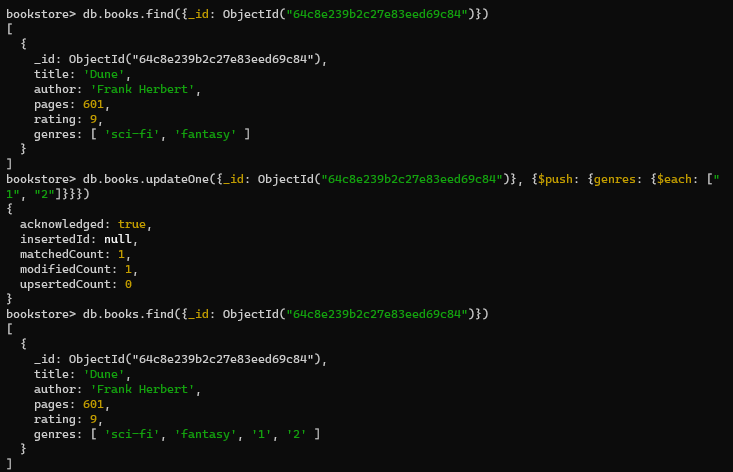 bookstore> db.books.find({_id: ObjectId("64c8e239b2c27e83eed69c84")})
[
  {
    _id: ObjectId("64c8e239b2c27e83eed69c84"),
    title: 'Dune',
    author: 'Frank Herbert',
    pages: 601,
    rating: 9,
    genres: [ 'sci-fi', 'fantasy' ]
  }
]
bookstore> db.books.updateOne({_id: ObjectId("64c8e239b2c27e83eed69c84")}, {$push: {genres: {$each: ["
1", "2"]}}})
{
  acknowledged: true,
  insertedId: null,
  matchedCount: 1,
  modifiedCount: 1,
  upsertedCount: 0
}
bookstore> db.books.find({_id: ObjectId("64c8e239b2c27e83eed69c84")})
[
  {
    _id: ObjectId("64c8e239b2c27e83eed69c84"),
    title: 'Dune',
    author: 'Frank Herbert',
    pages: 601,
    rating: 9,
    genres: [ 'sci-fi', 'fantasy', '1', '2' ]
  }
]